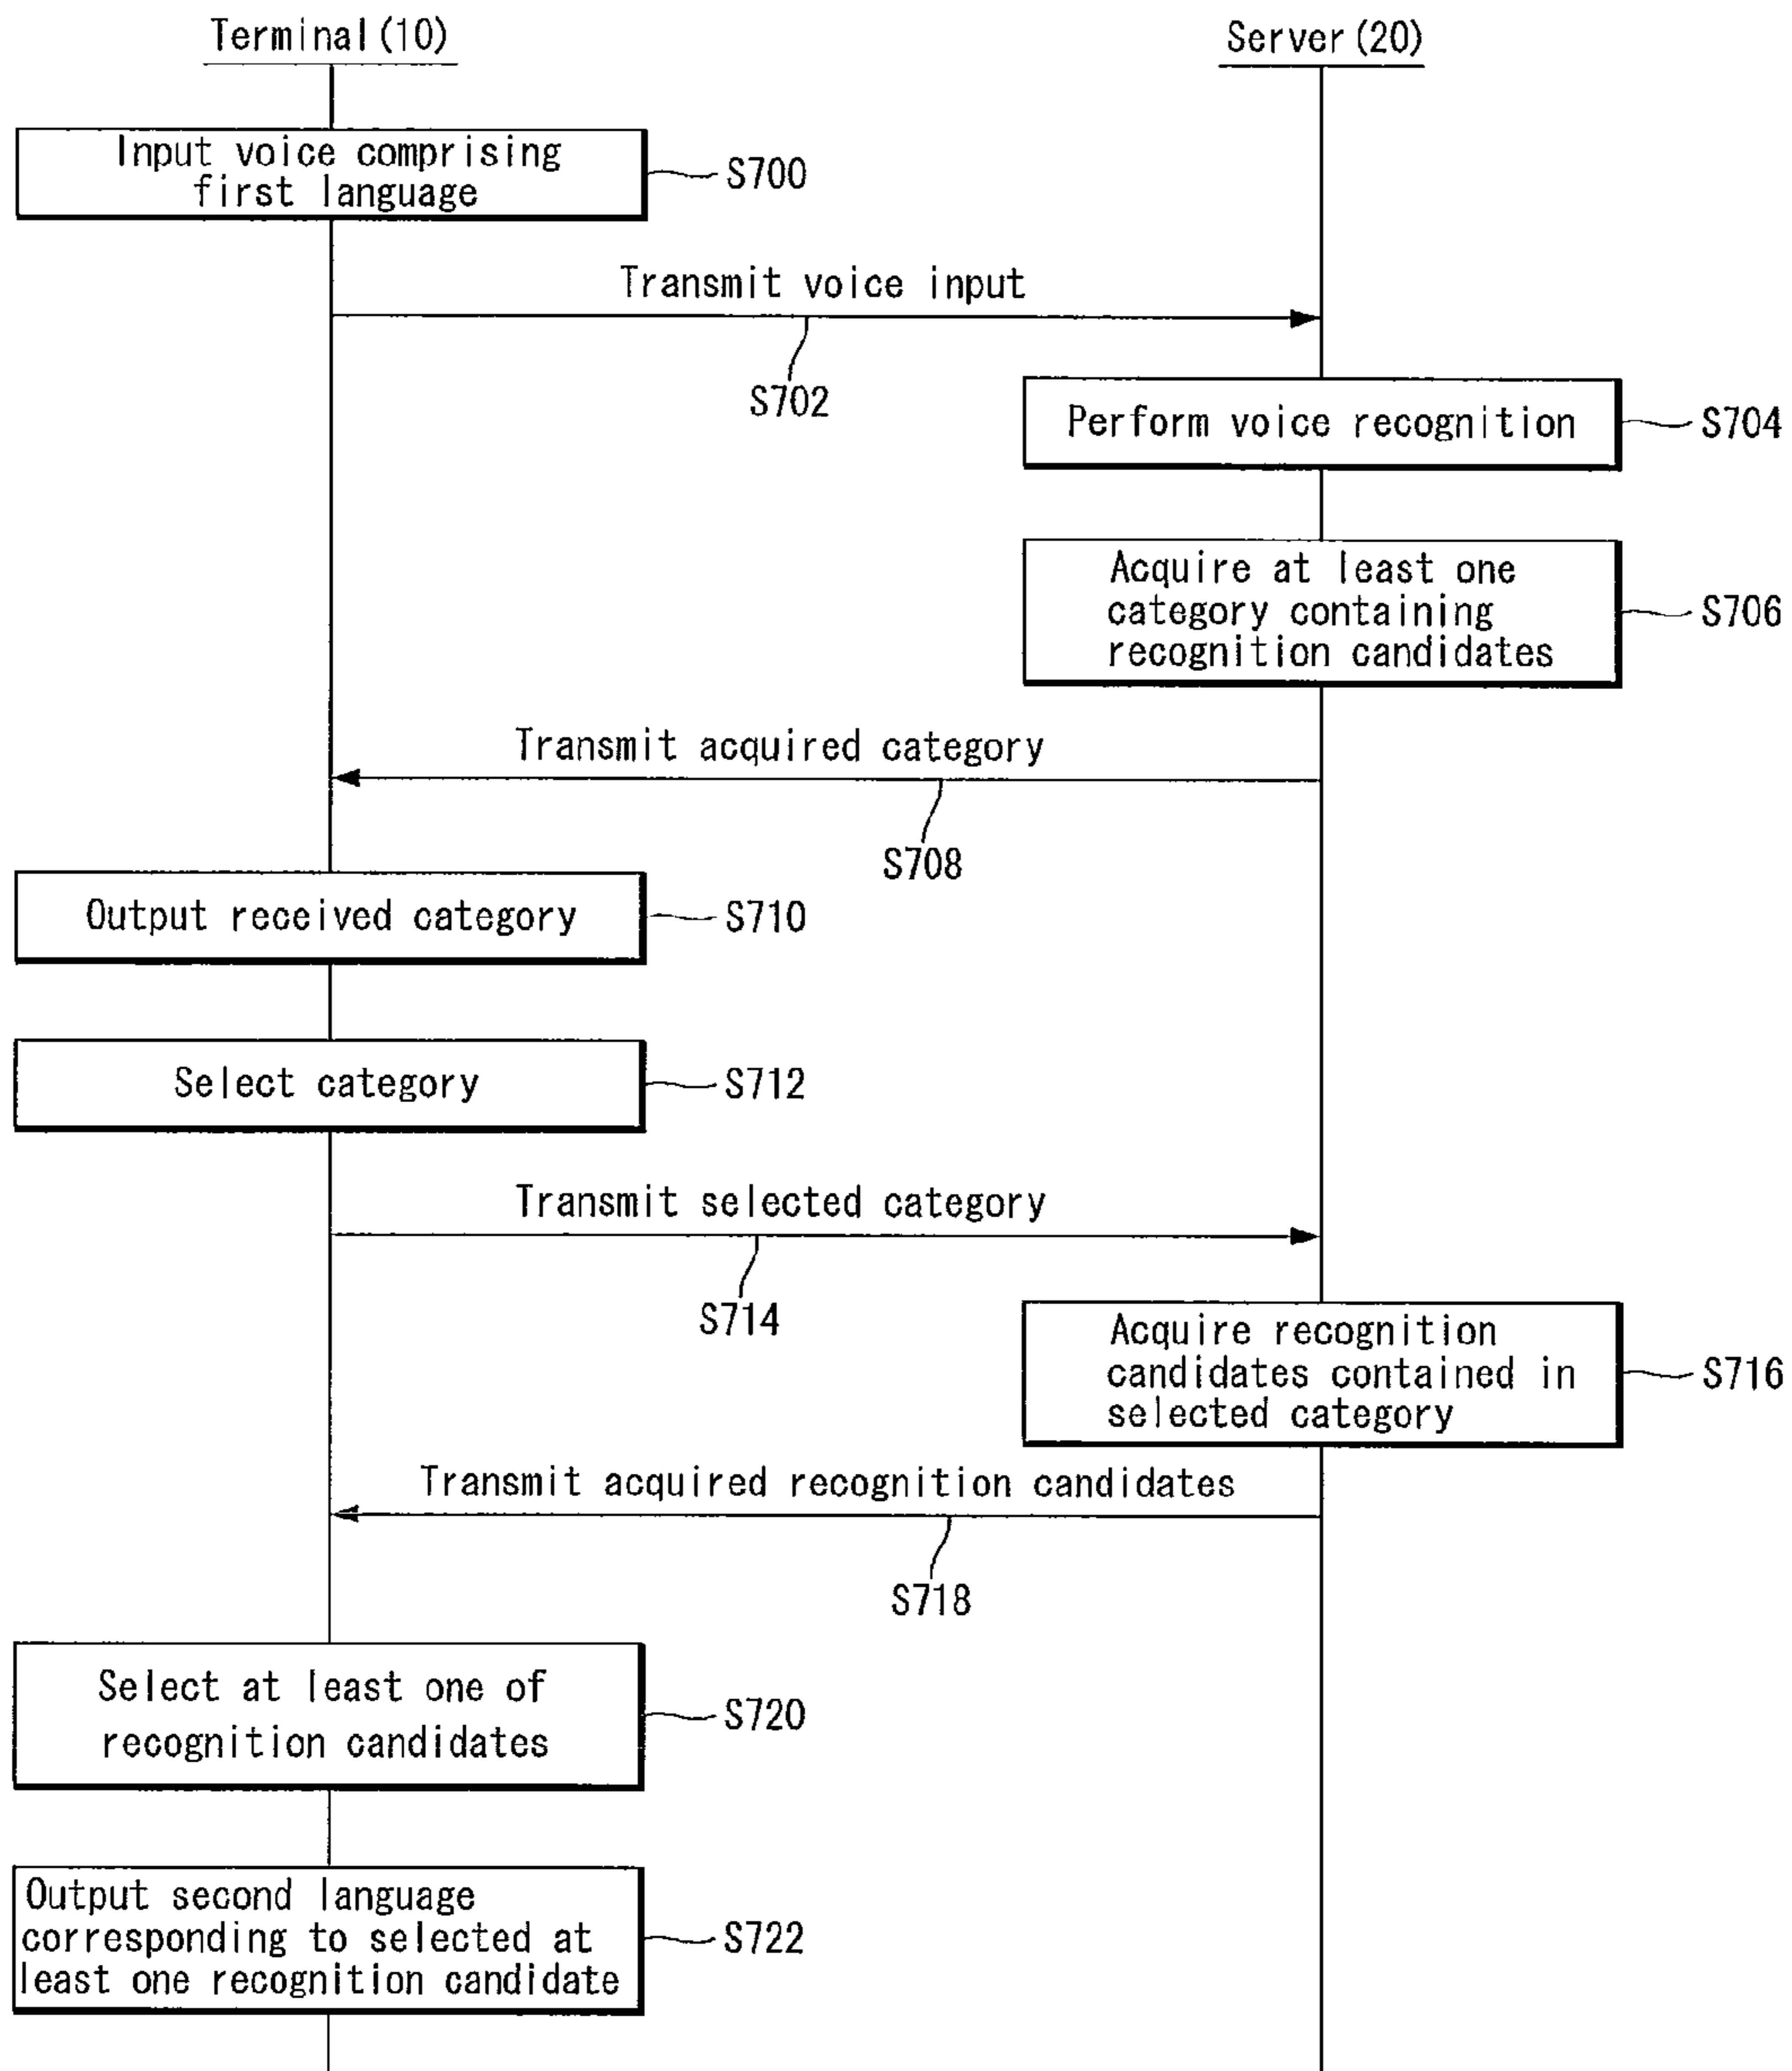 Terminal(10)
Server(20)
Input voice comprising
first language
S700
Transmit voice input
S702
Perform voice recognition
S704
Acquire at least one
category containing
recognition candidates
S706
Transmit acquired category
S708
Output received category
S710
Select category
S712
Transmit selected category
S714
Acquire recognition
candidates contained in
selected category
S716
Transmit acquired recognition candidates
S718
Select at least one of
recognition candidates
S720
Output second language
corresponding to selected at
least one recognition candidate
S722